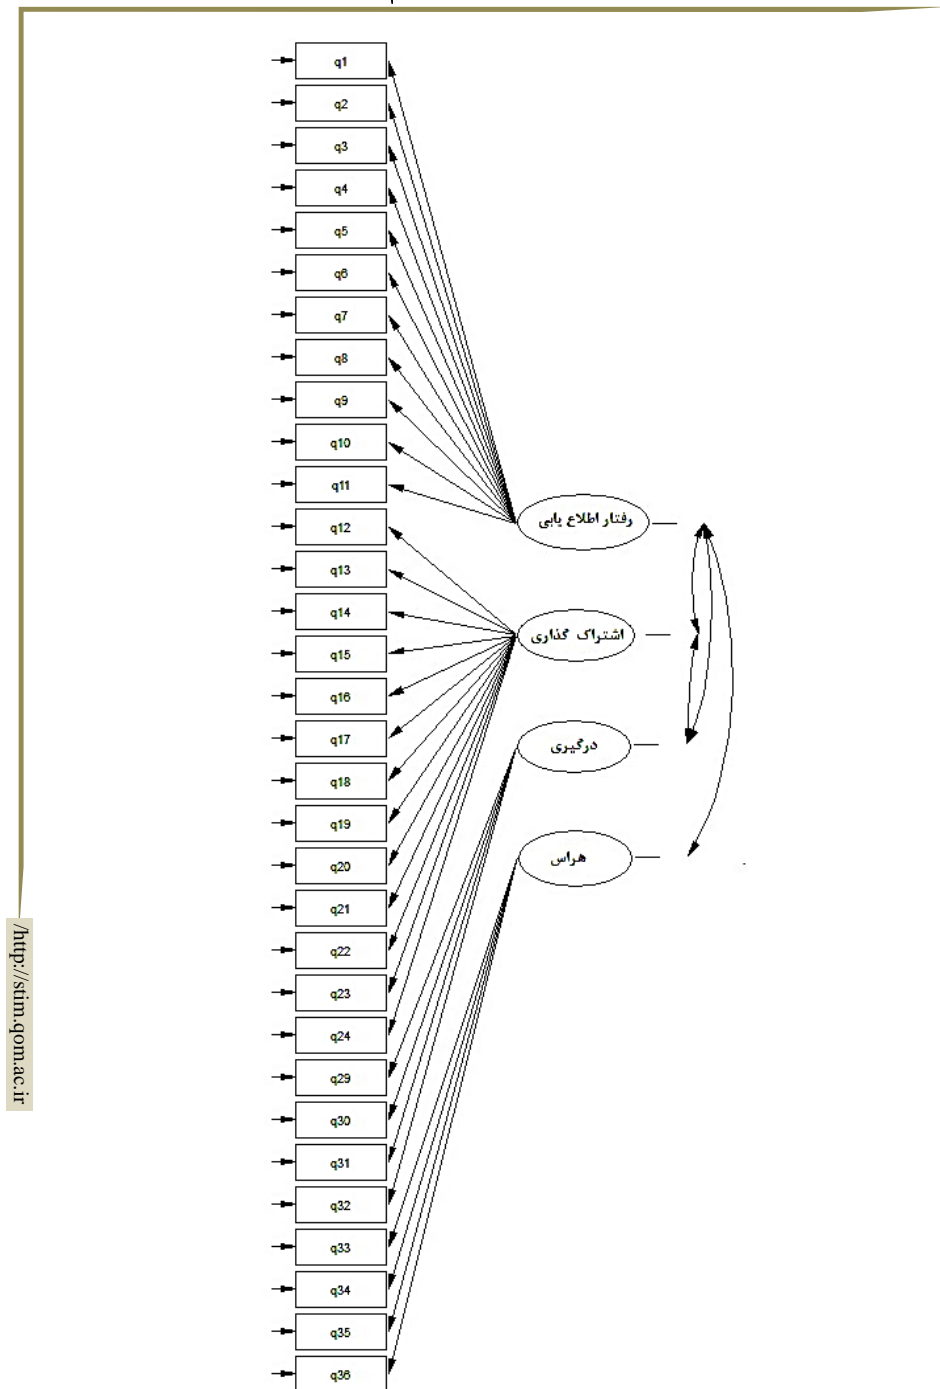 q1
q2
q3
q4
q5
q6
q7
q8
q9
q10
q11
q12
q13
q14
q15
q16
q17
q18
q19
q20
q21
q22
q23
q24
q29
q30
q31
q32
q33
q34
q35
q36
رفتار اطلاع یابی
اشتراک گذاری
درگیری
هراس
/http://stim.qom.ac.ir